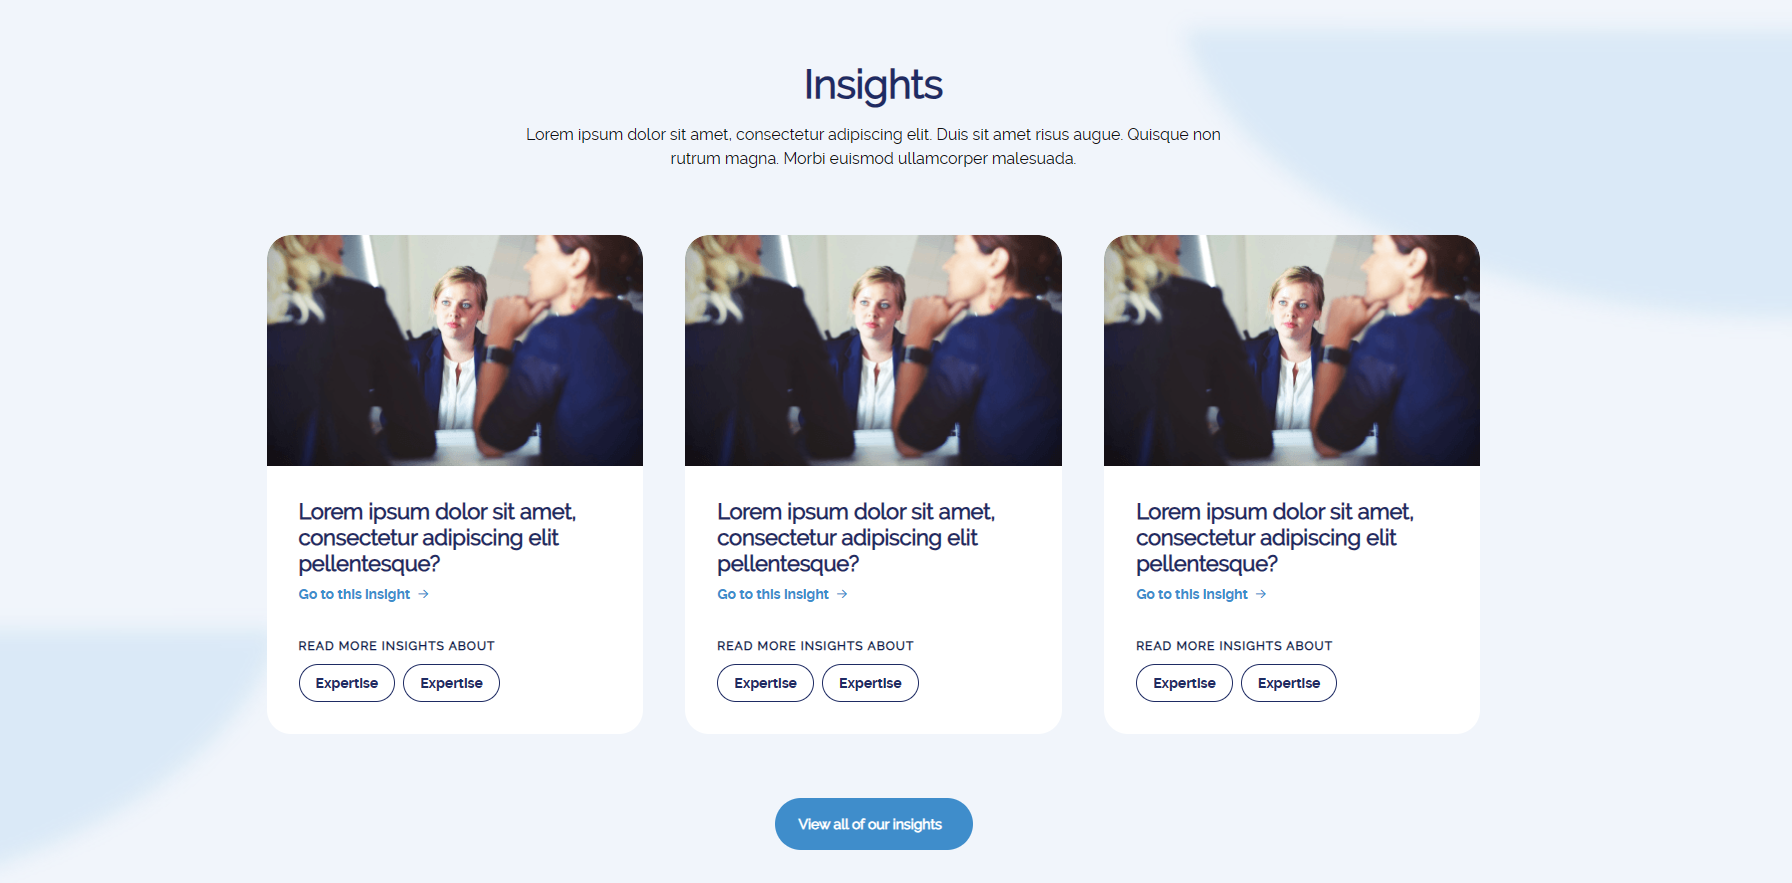 Insights
Lorem ipsum dolor sit amet, consectetur adipiscing elit. Duis sit amet risus augue. Quisque non
rutrum magna. Morbi euismod ullamcorper malesuada.
Lorem ipsum dolor sit amet,
consectetur adipiscing elit
pellentesque?
Go to this insight →
READ MORE INSIGHTS ABOUT
Expertise
Expertise
Lorem ipsum dolor sit amet,
consectetur adipiscing elit
pellentesque?
Go to this insight →
READ MORE INSIGHTS ABOUT
Expertise
Expertise
Lorem ipsum dolor sit amet,
consectetur adipiscing elit
pellentesque?
Go to this insight →
READ MORE INSIGHTS ABOUT
Expertise
Expertise
View all of our insights